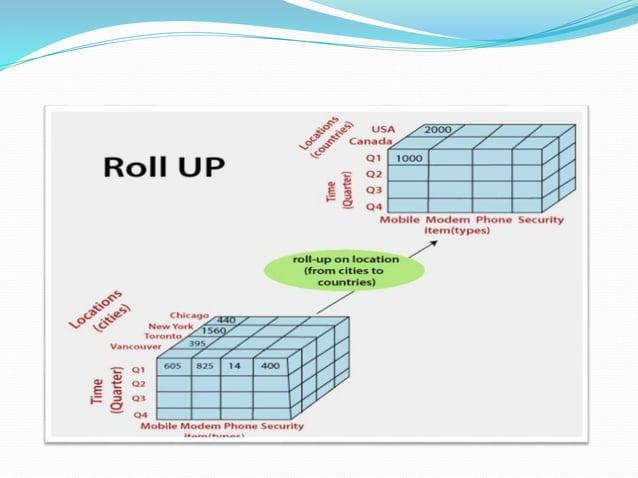 Roll UP
Locations
(countries)
USA
Canada
2000
Time
(Quarter)
Q1
1000
Q2
Q3
Q4
Mobile Modem Phone Security
item(types)
roll-up on location
(from cities to
countries)
Locations
(cities)
Chicago
440
New York
1560
Toronto
395
Vancouver
Time
(Quarter)
Q1
605 825 14 400
Q2
Q3
Q4
Mobile Modem Phone Security
item(types)